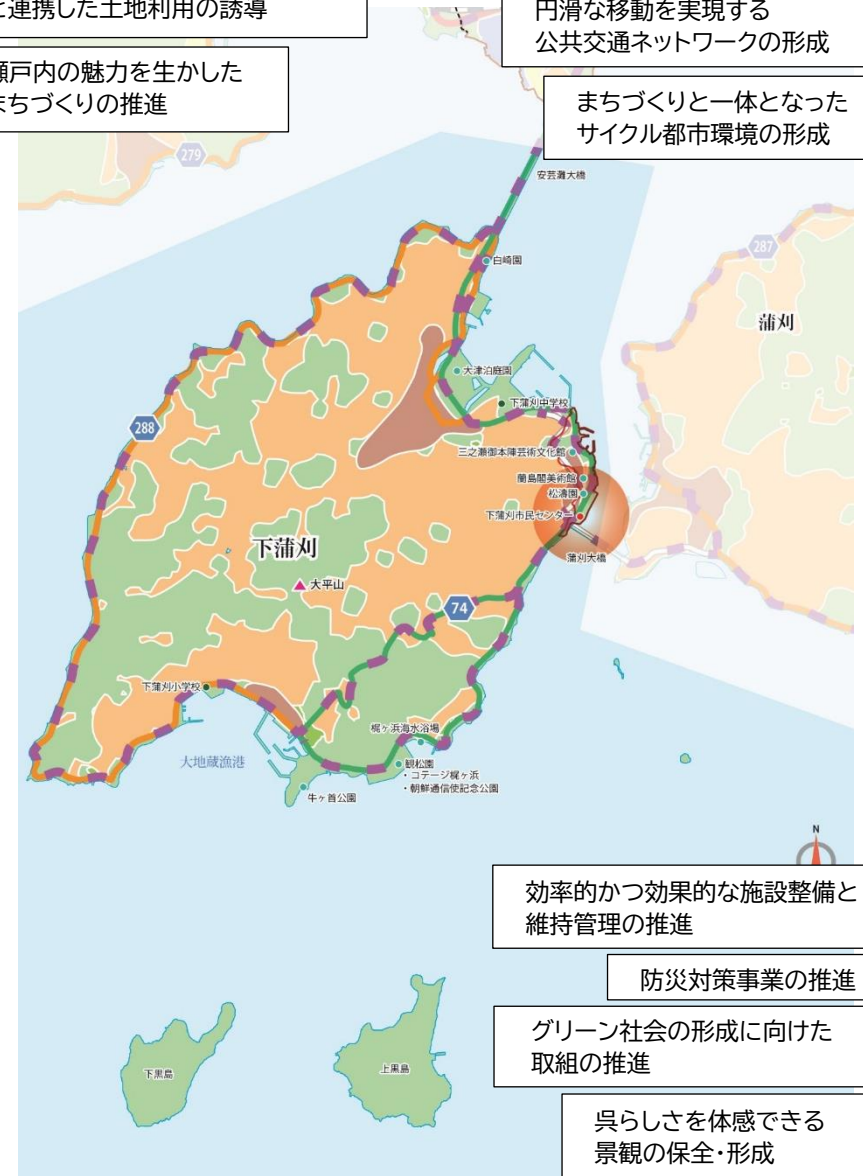 連携した土地利用の誘導
瀬戸内の魅力を生かした
まちづくりの推進
円滑な移動を実現する
公共交通ネットワークの形成
まちづくりと一体となった
サイクル都市環境の形成
279
安芸灘大橋
287
白崎園
蒲刈
大津泊庭園
下蒲刈中学校
288
三之瀬御本陣芸術文化館
蘭島閣美術館
松濤園
下蒲刈市民センター
下蒲刈
蒲刈大橋
大平山
74
下蒲刈小学校
梶ヶ浜海水浴場
大地蔵漁港
観松園
・コテージ梶ヶ浜
・朝鮮通信使記念公園
牛ヶ首公園
N
効率的かつ効果的な施設整備と
維持管理の推進
防災対策事業の推進
グリーン社会の形成に向けた
取組の推進
下黒島
上黒島
呉らしさを体感できる
景観の保全・形成